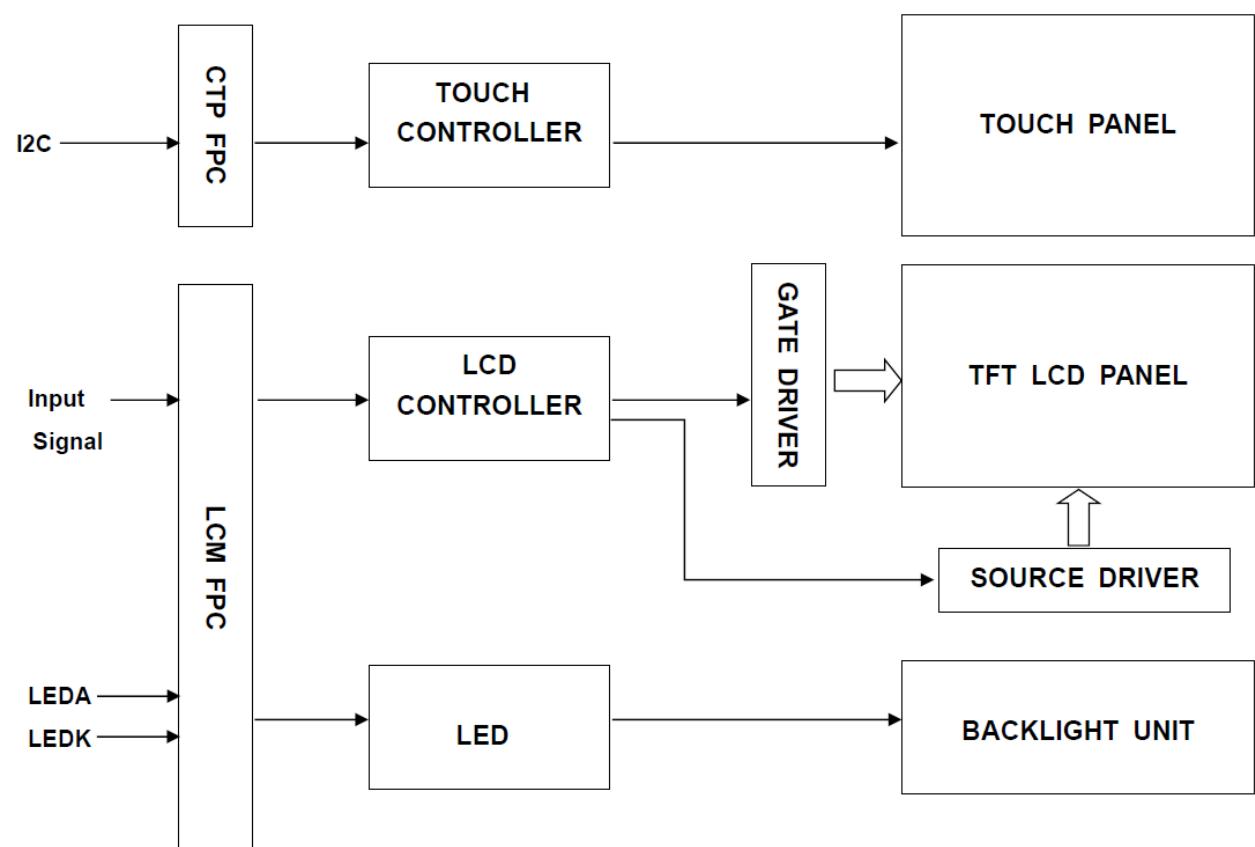 I2C
CTP FPC
TOUCH
CONTROLLER
TOUCH PANEL
Input
Signal
LCM FPC
LCD
CONTROLLER
GATE DRIVER
TFT LCD PANEL
SOURCE DRIVER
LEDA
LEDK
LED
BACKLIGHT UNIT